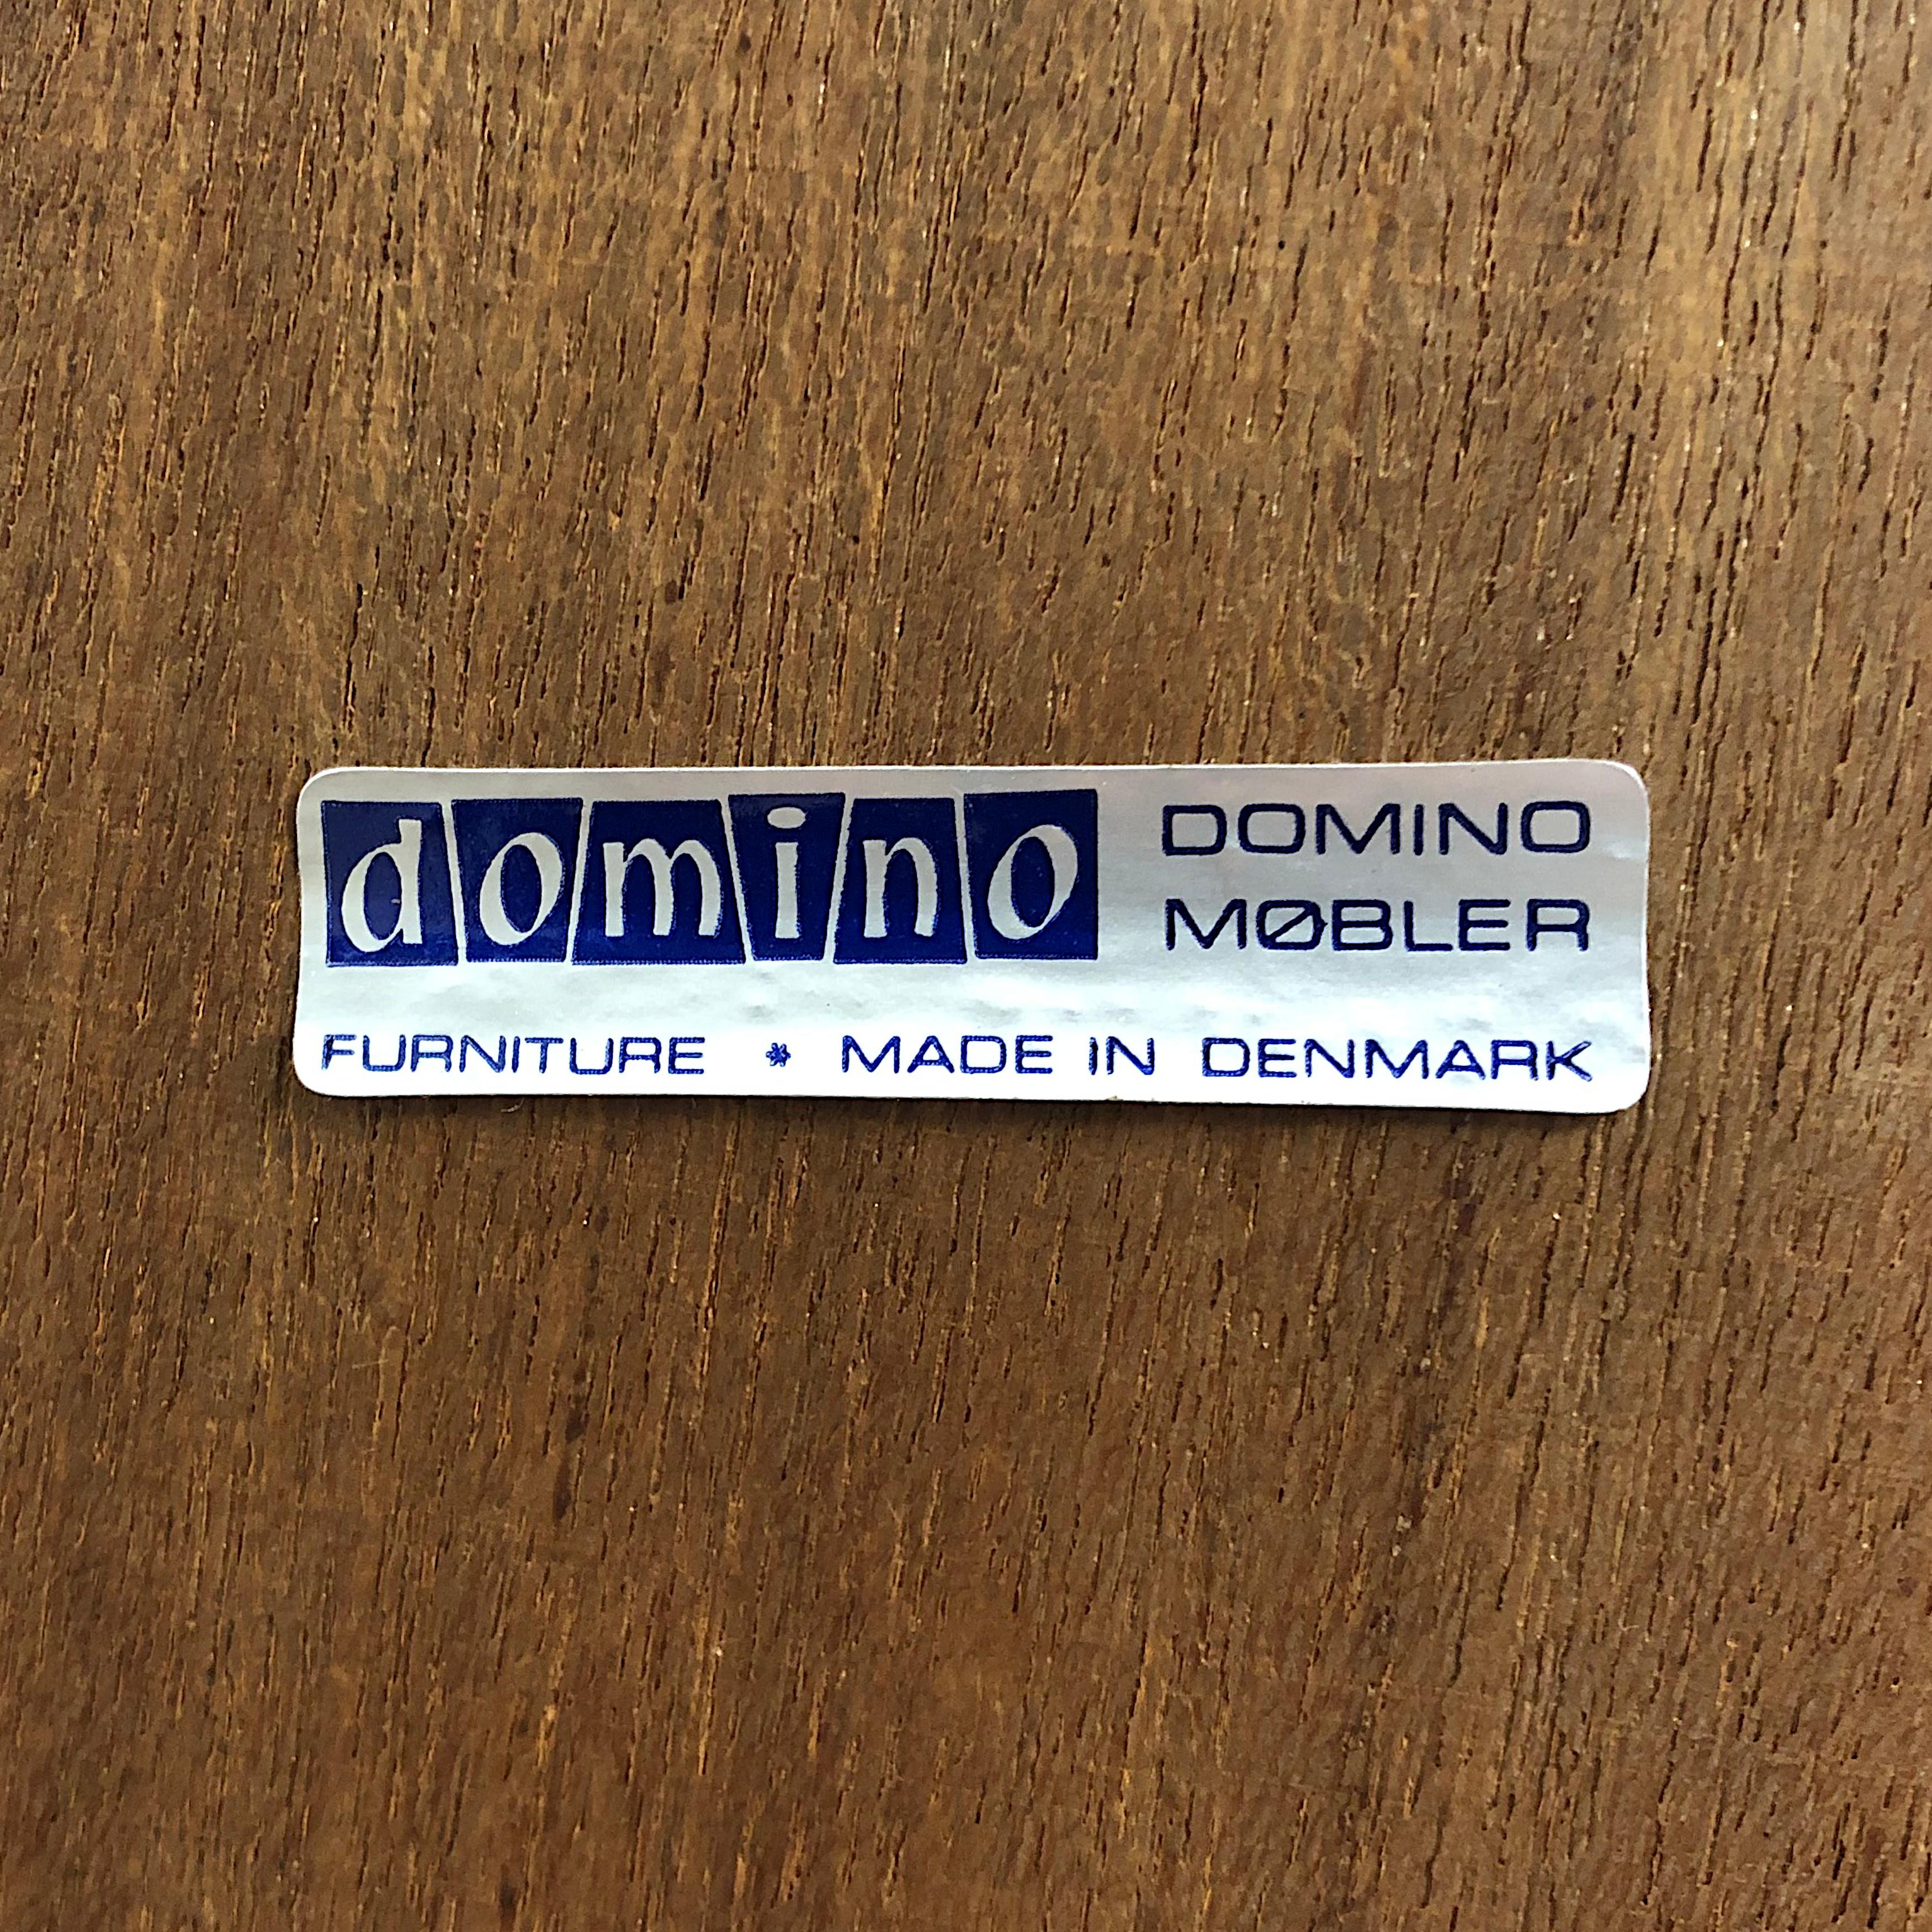 domino
DOMINO
MØBLER
FURNITURE * MADE IN DENMARK